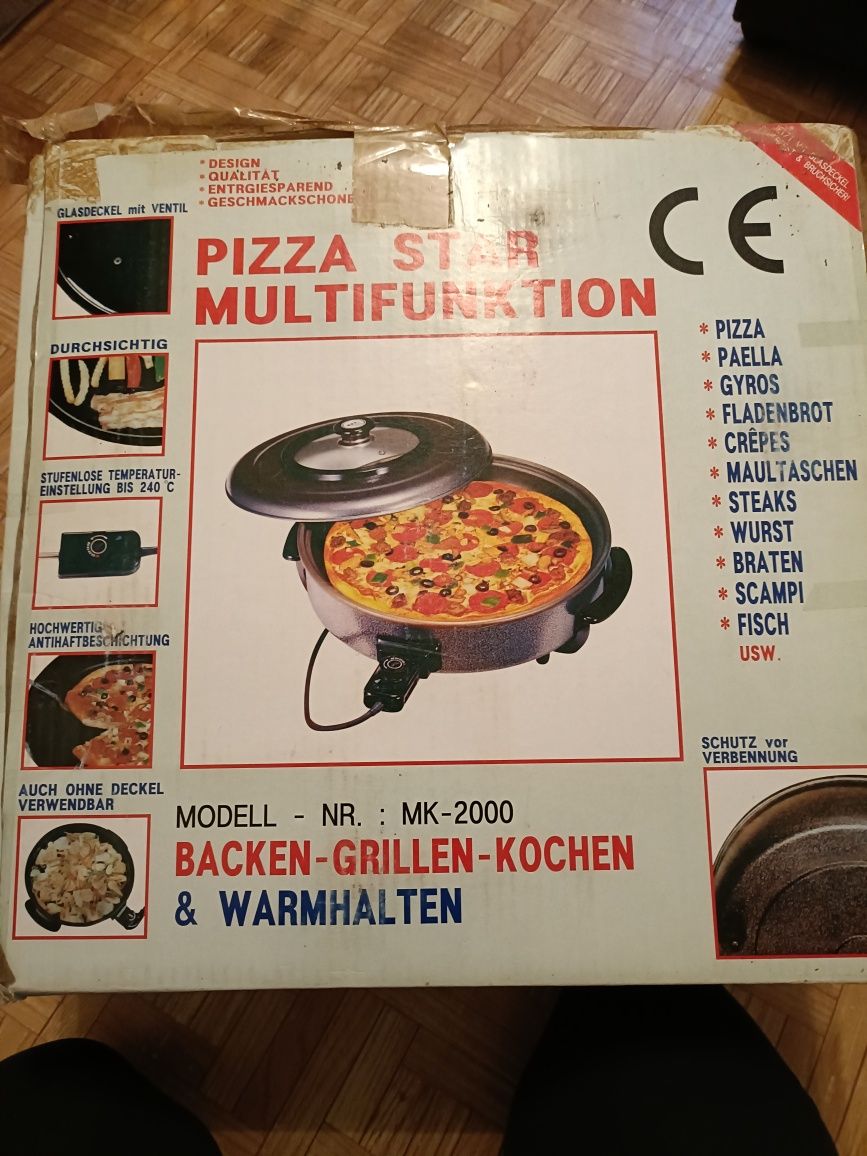 * DESIGN
* QUALITÄT
* ENTRGIESPAREND
* GESCHMACKSCHONE
GLASDECKEL mit VENTIL
GLASDECKEL
& BRUCHSICHER!
CE
PIZZA STAR
MULTIFUNKTION
DURCHSICHTIG
STUFENLOSE TEMPERATUR-
EINSTELLUNG BIS 240°C
HOCHWERTIGE
ANTIHAFTBESCHICHTUNG
AUCH OHNE DECKEL
VERWENDBAR
* PIZZA
* PAELLA
* GYROS
* FLADENBROT
* CRÊPES
* MAULTASCHEN
* STEAKS
* WURST
* BRATEN
* SCAMPI
* FISCH
USW.
SCHUTZ vor
VERBENNUNG
MODELL - NR. : MK-2000
BACKEN-GRILLEN-KOCHEN
& WARMHALTEN